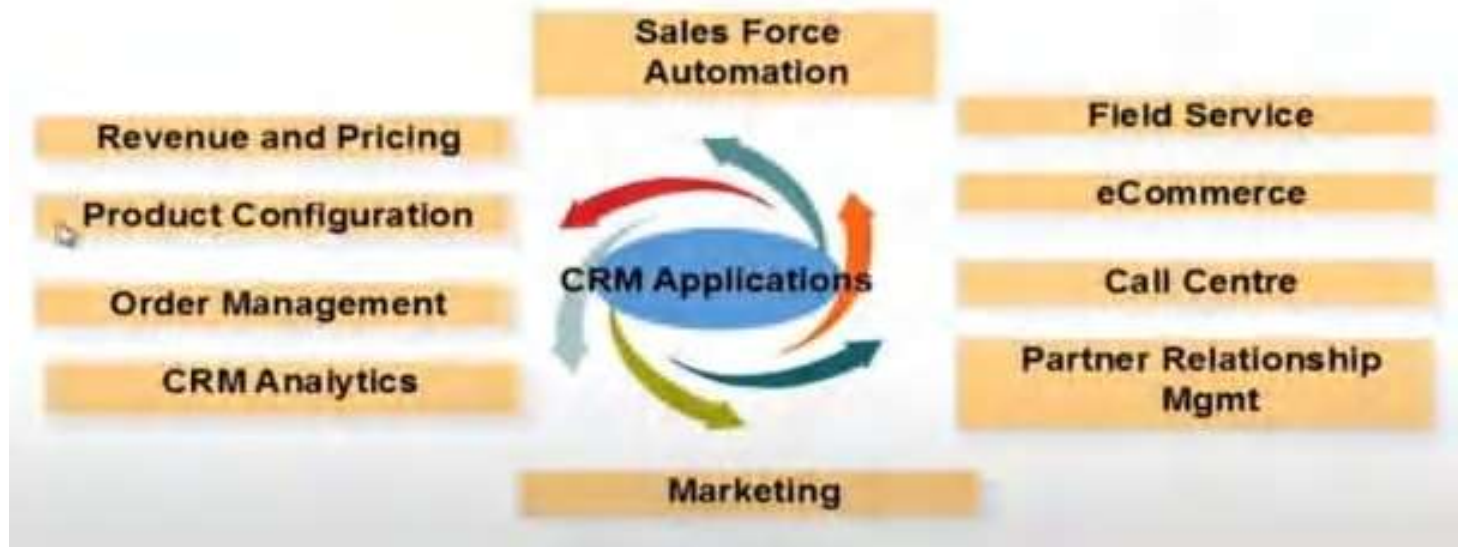 Sales Force
Automation
Revenue and Pricing
Product Configuration
Order Management
CRM Analytics
CRM Applications
Field Service
eCommerce
Call Centre
Partner Relationship
Mgmt
Marketing